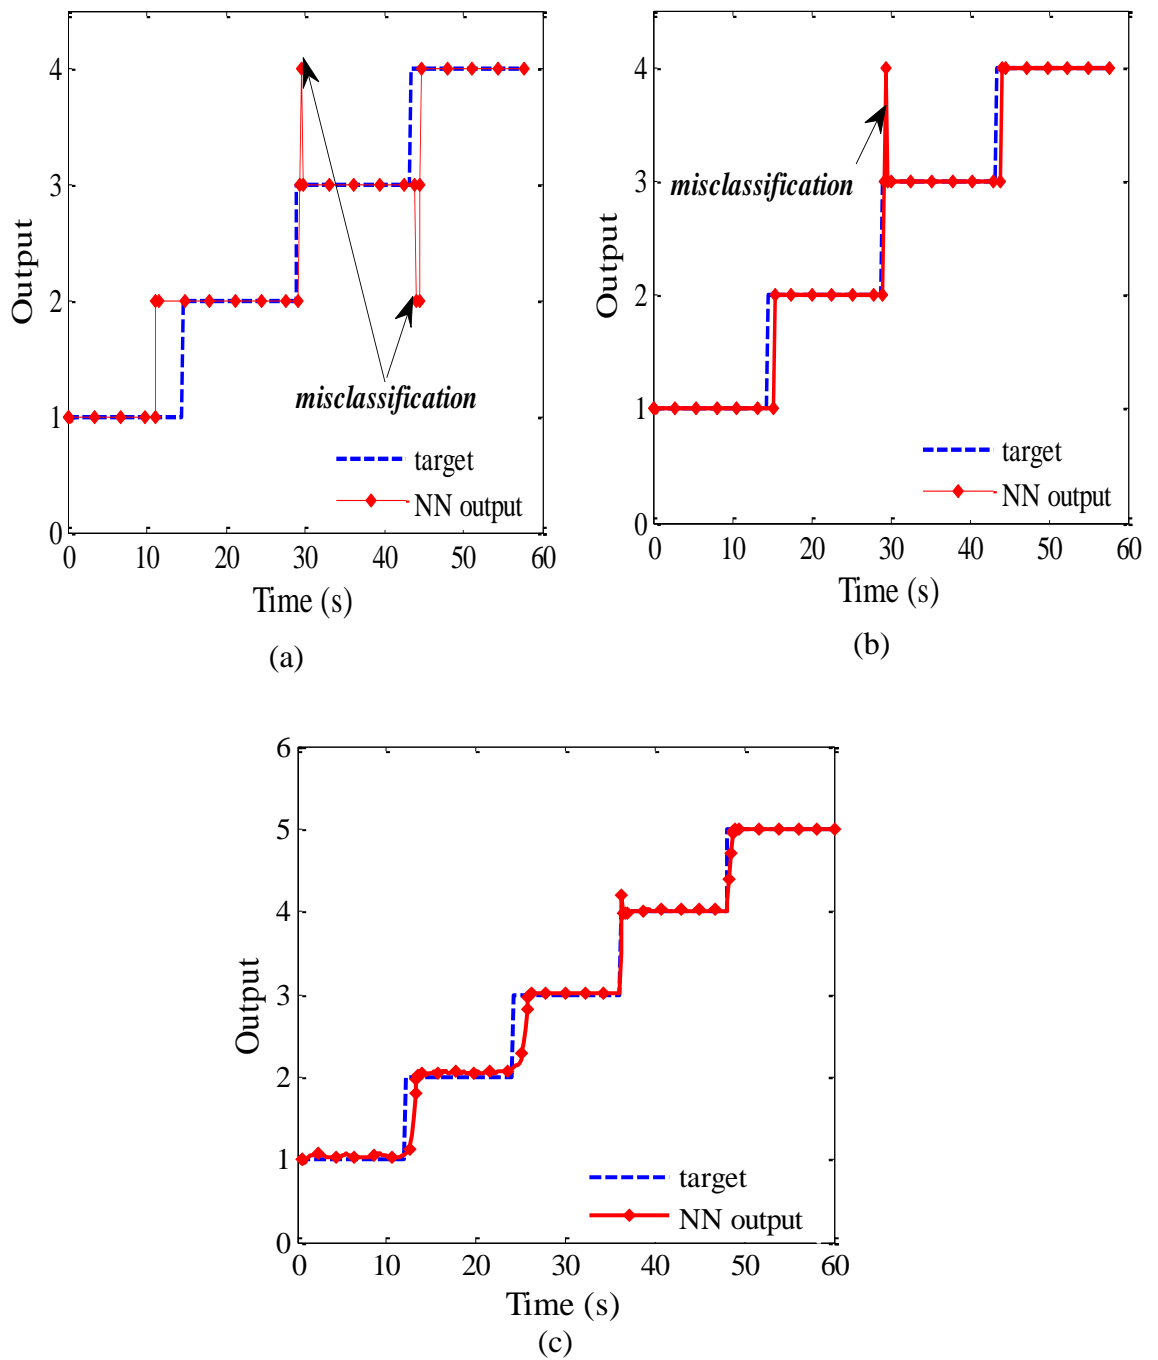 4
3
2
1
0
Output
misclassification
target
NN output
0 10 20 30 40 50 60
Time (s)
(a)
4
3
2
1
0
Output
misclassification
target
NN output
0 10 20 30 40 50 60
Time (s)
(b)
6
5
4
3
2
1
0
Output
target
NN output
0 10 20 30 40 50 60
Time (s)
(c)